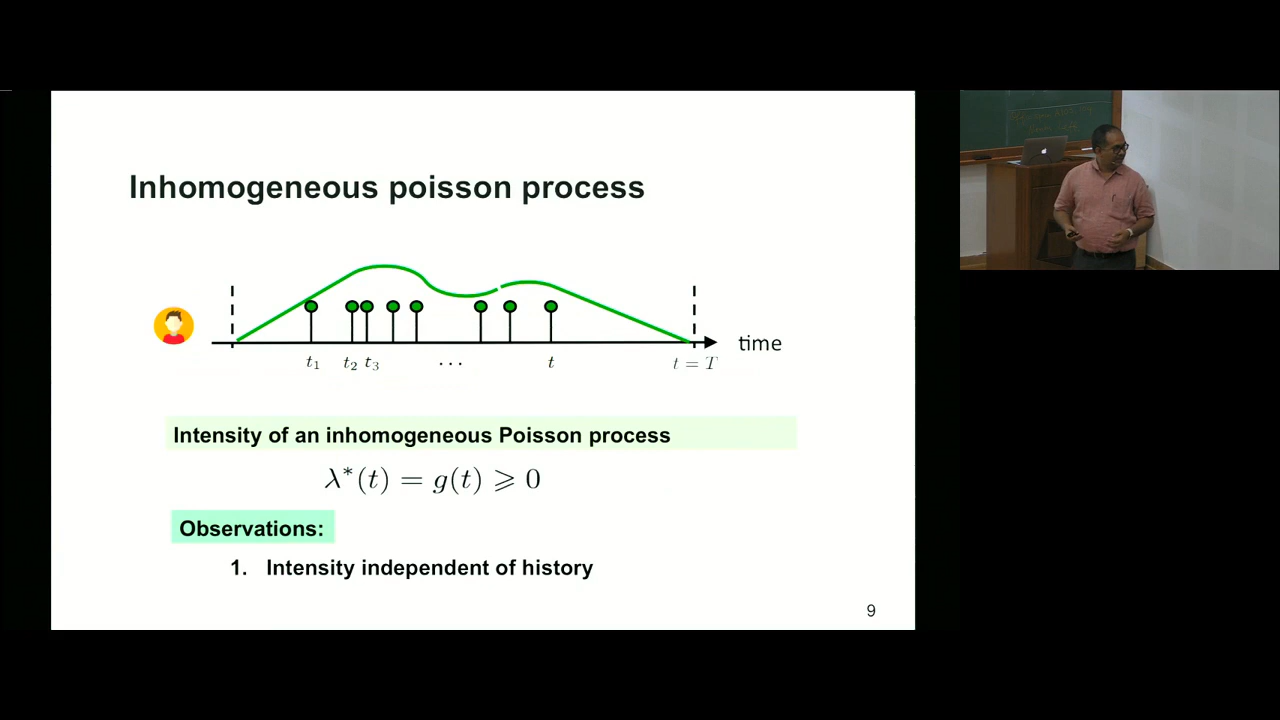 Inhomogeneous poisson process
time
t₁ t₂ t₃ ... t t = T
Intensity of an inhomogeneous Poisson process
λ*(t) = g(t) ⩾ 0
Observations:
1. Intensity independent of history
9